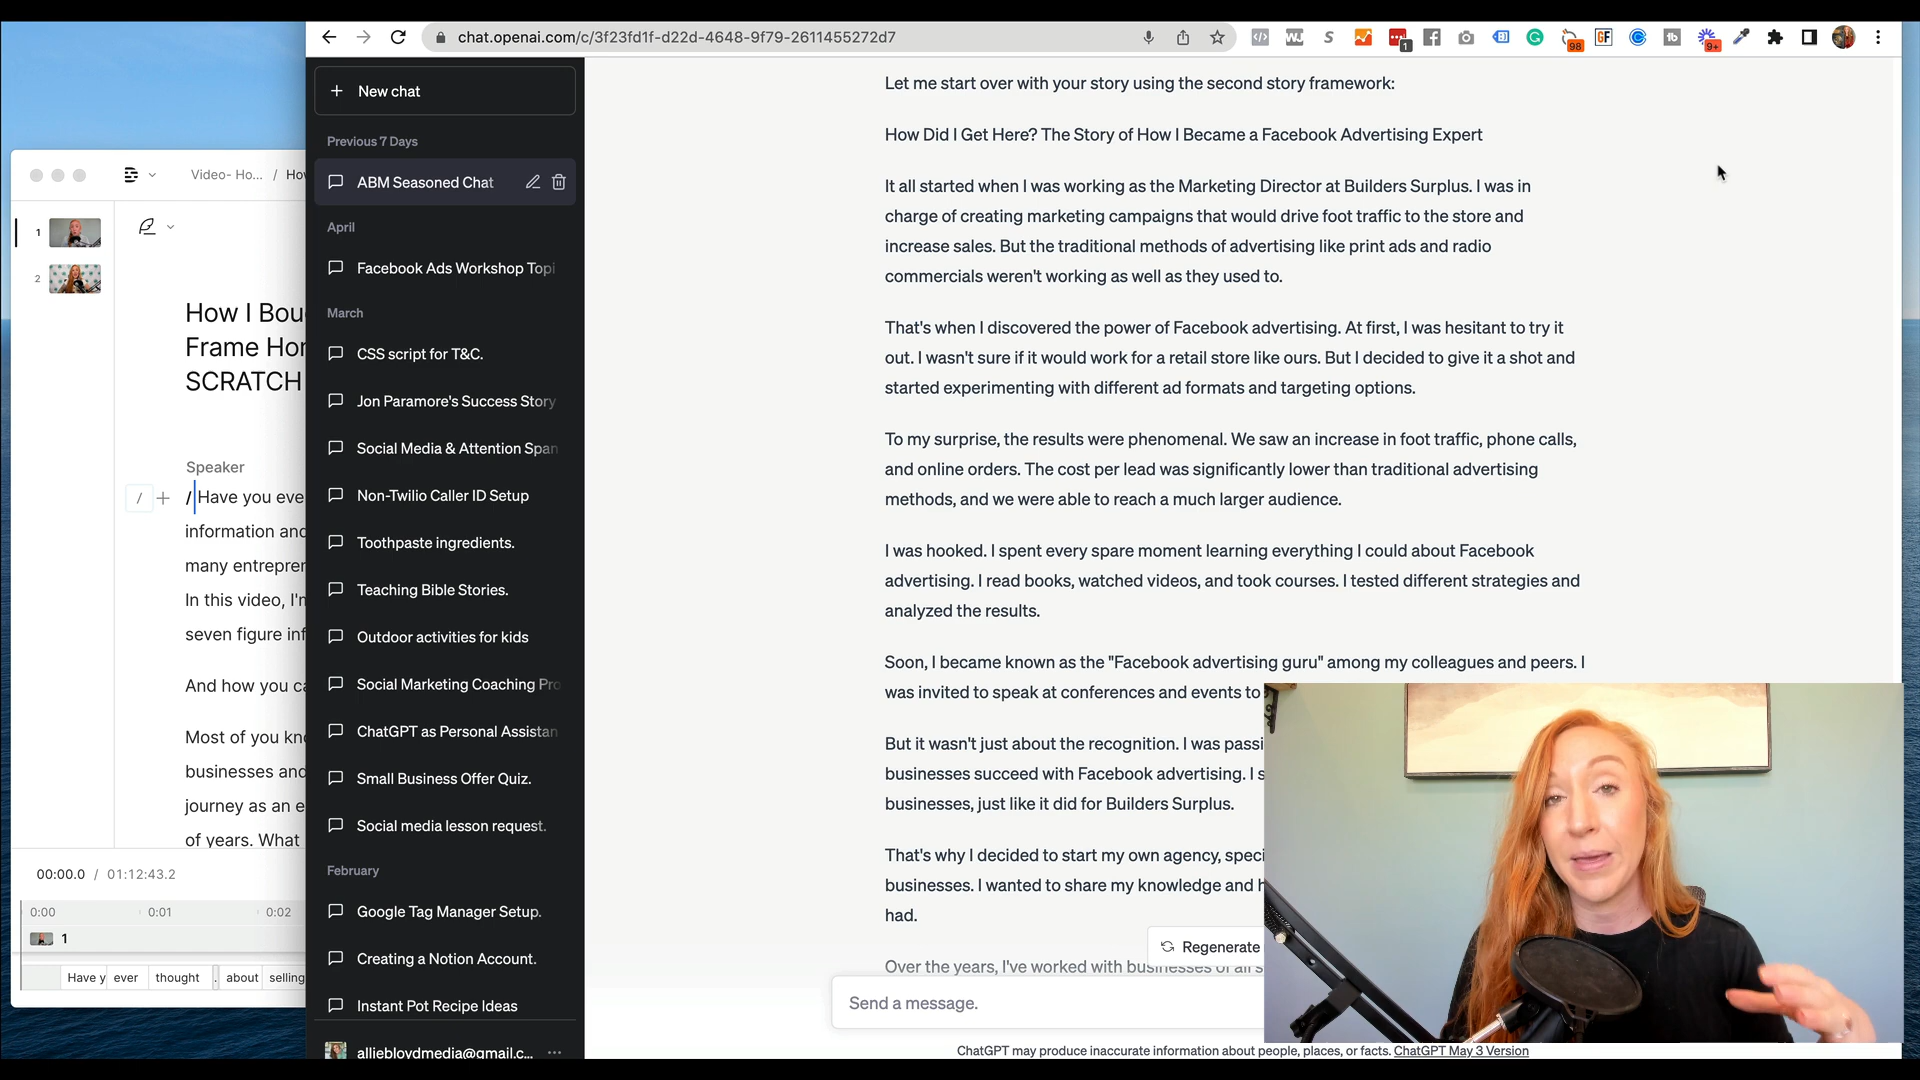 chat.openai.com/c/3f23fd1f-d22d-4648-9f79-2611455272d7
1
98
GF
tb
9+
Video- Ho... / How
1
2
How I Bou
Frame Hor
SCRATCH
Speaker
/ + / Have you eve
information and
many entrepren
In this video, I'm
seven figure inf
And how you ca
Most of you kno
businesses and
journey as an e
of years. What
00:00.0 / 01:12:43.2
0:00 0:01 0:02
1
Have y ever thought . about selling
New chat
Previous 7 Days
ABM Seasoned Chat
April
Facebook Ads Workshop Topi
March
CSS script for T&C.
Jon Paramore's Success Story
Social Media & Attention Span
Non-Twilio Caller ID Setup
Toothpaste ingredients.
Teaching Bible Stories.
Outdoor activities for kids
Social Marketing Coaching Pro
ChatGPT as Personal Assistan
Small Business Offer Quiz.
Social media lesson request.
February
Google Tag Manager Setup.
Creating a Notion Account.
Instant Pot Recipe Ideas
alliebloydmedia@gmail.c... ...
Let me start over with your story using the second story framework:
How Did I Get Here? The Story of How I Became a Facebook Advertising Expert
It all started when I was working as the Marketing Director at Builders Surplus. I was in
charge of creating marketing campaigns that would drive foot traffic to the store and
increase sales. But the traditional methods of advertising like print ads and radio
commercials weren't working as well as they used to.
That's when I discovered the power of Facebook advertising. At first, I was hesitant to try it
out. I wasn't sure if it would work for a retail store like ours. But I decided to give it a shot and
started experimenting with different ad formats and targeting options.
To my surprise, the results were phenomenal. We saw an increase in foot traffic, phone calls,
and online orders. The cost per lead was significantly lower than traditional advertising
methods, and we were able to reach a much larger audience.
I was hooked. I spent every spare moment learning everything I could about Facebook
advertising. I read books, watched videos, and took courses. I tested different strategies and
analyzed the results.
Soon, I became known as the "Facebook advertising guru" among my colleagues and peers. I
was invited to speak at conferences and events to
But it wasn't just about the recognition. I was passi
businesses succeed with Facebook advertising. I s
businesses, just like it did for Builders Surplus.
That's why I decided to start my own agency, speci
businesses. I wanted to share my knowledge and h
had.
Regenerate
Over the years, I've worked with businesses of all s
Send a message.
ChatGPT may produce inaccurate information about people, places, or facts. ChatGPT May 3 Version